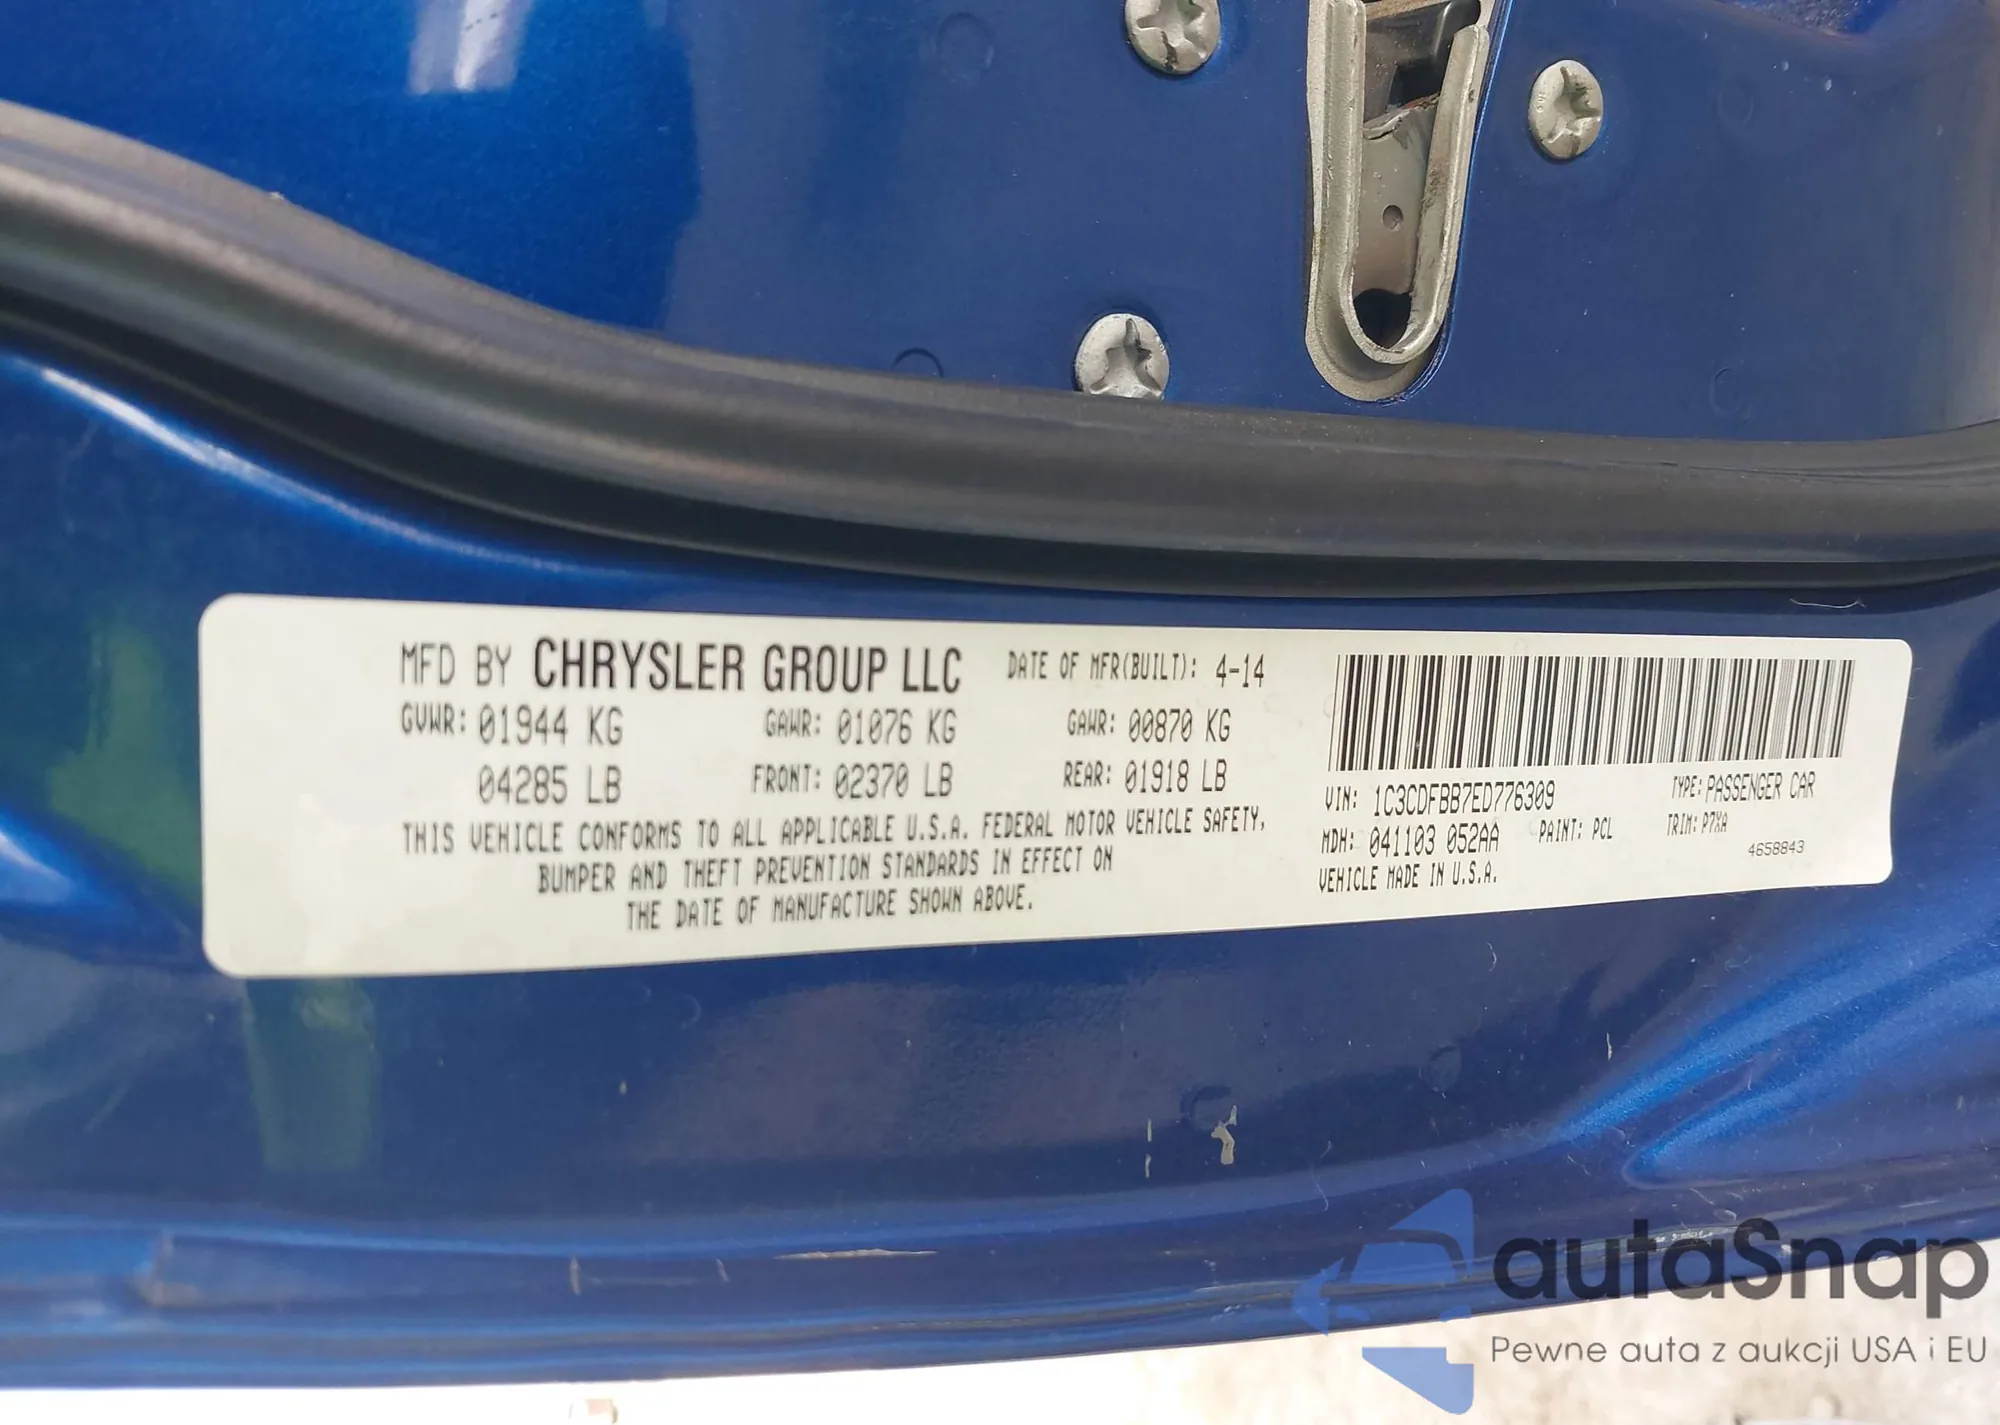 MFD BY CHRYSLER GROUP LLC DATE OF MFR(BUILT): 4-14
GVWR: 01944 KG GAWR: 01076 KG GAWR: 00870 KG
04285 LB FRONT: 02370 LB REAR: 01918 LB
THIS VEHICLE CONFORMS TO ALL APPLICABLE U.S.A. FEDERAL MOTOR VEHICLE SAFETY,
BUMPER AND THEFT PREVENTION STANDARDS IN EFFECT ON
THE DATE OF MANUFACTURE SHOWN ABOVE.
VIN: 1C3CDFBB7ED776309 TYPE: PASSENGER CAR
MDH: 041103 052AA PAINT: PCL TRIM: P7XA
VEHICLE MADE IN U.S.A. 4658843
autaSnap
Pewne auta z aukcji USA i EU